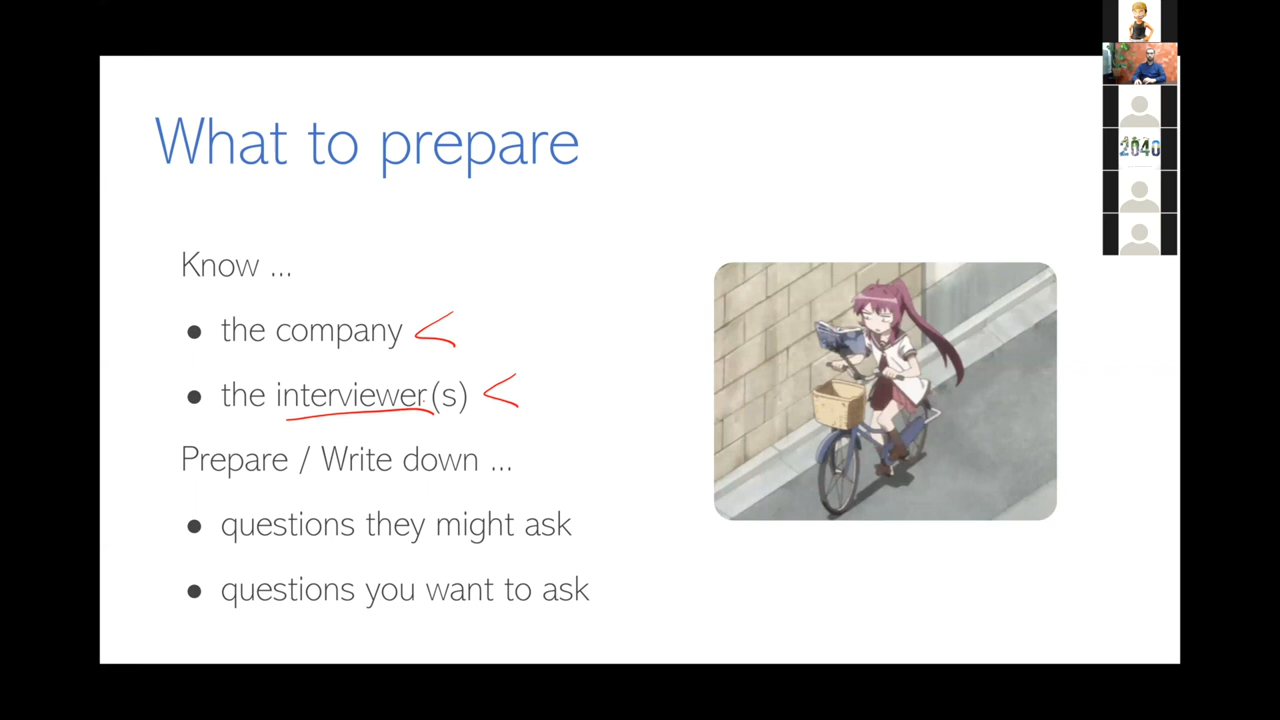 What to prepare
Know ...
● the company
● the interviewer(s)
Prepare / Write down ...
● questions they might ask
● questions you want to ask
2040